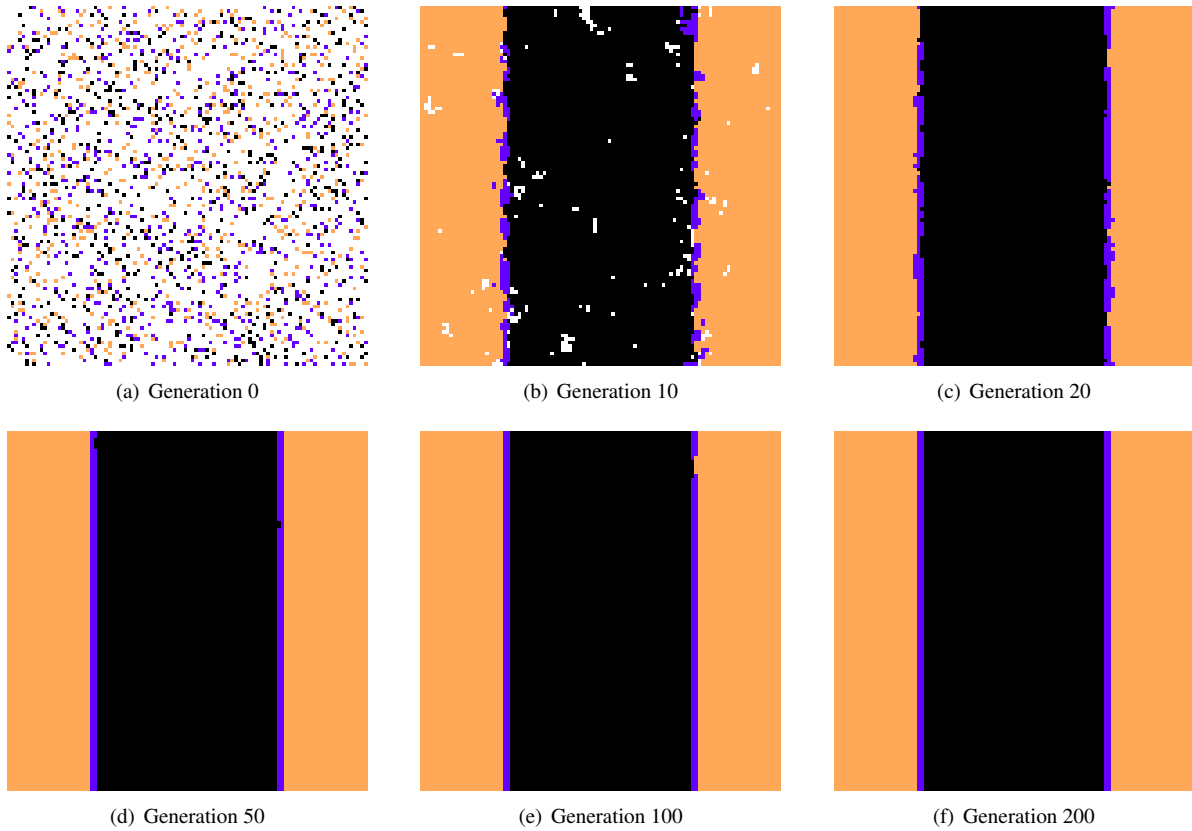 (a) Generation 0
(b) Generation 10
(c) Generation 20
(d) Generation 50
(e) Generation 100
(f) Generation 200